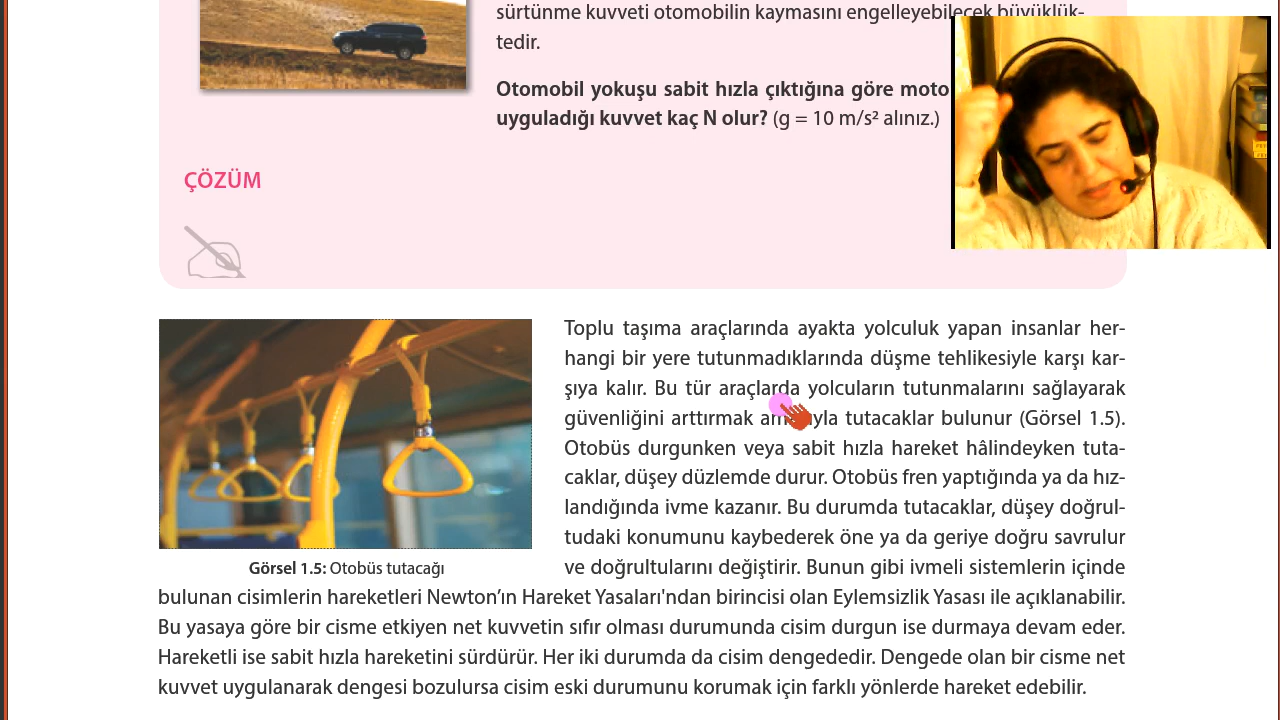 sürtünme kuvveti otomobilin kaymasını engelleyebilecek büyüklük-
tedir.
Otomobil yokuşu sabit hızla çıktığına göre moto
uyguladığı kuvvet kaç N olur? (g = 10 m/s² alınız.)
ÇÖZÜM
Toplu taşıma araçlarında ayakta yolculuk yapan insanlar her-
hangi bir yere tutunmadıklarında düşme tehlikesiyle karşı kar-
şıya kalır. Bu tür araçlarda yolcuların tutunmalarını sağlayarak
güvenliğini arttırmak amacıyla tutacaklar bulunur (Görsel 1.5).
Otobüs durgunken veya sabit hızla hareket hâlindeyken tuta-
caklar, düşey düzlemde durur. Otobüs fren yaptığında ya da hız-
landığında ivme kazanır. Bu durumda tutacaklar, düşey doğrul-
tudaki konumunu kaybederek öne ya da geriye doğru savrulur
ve doğrultularını değiştirir. Bunun gibi ivmeli sistemlerin içinde
Görsel 1.5: Otobüs tutacağı
bulunan cisimlerin hareketleri Newton’ın Hareket Yasaları'ndan birincisi olan Eylemsizlik Yasası ile açıklanabilir.
Bu yasaya göre bir cisme etkiyen net kuvvetin sıfır olması durumunda cisim durgun ise durmaya devam eder.
Hareketli ise sabit hızla hareketini sürdürür. Her iki durumda da cisim dengededir. Dengede olan bir cisme net
kuvvet uygulanarak dengesi bozulursa cisim eski durumunu korumak için farklı yönlerde hareket edebilir.